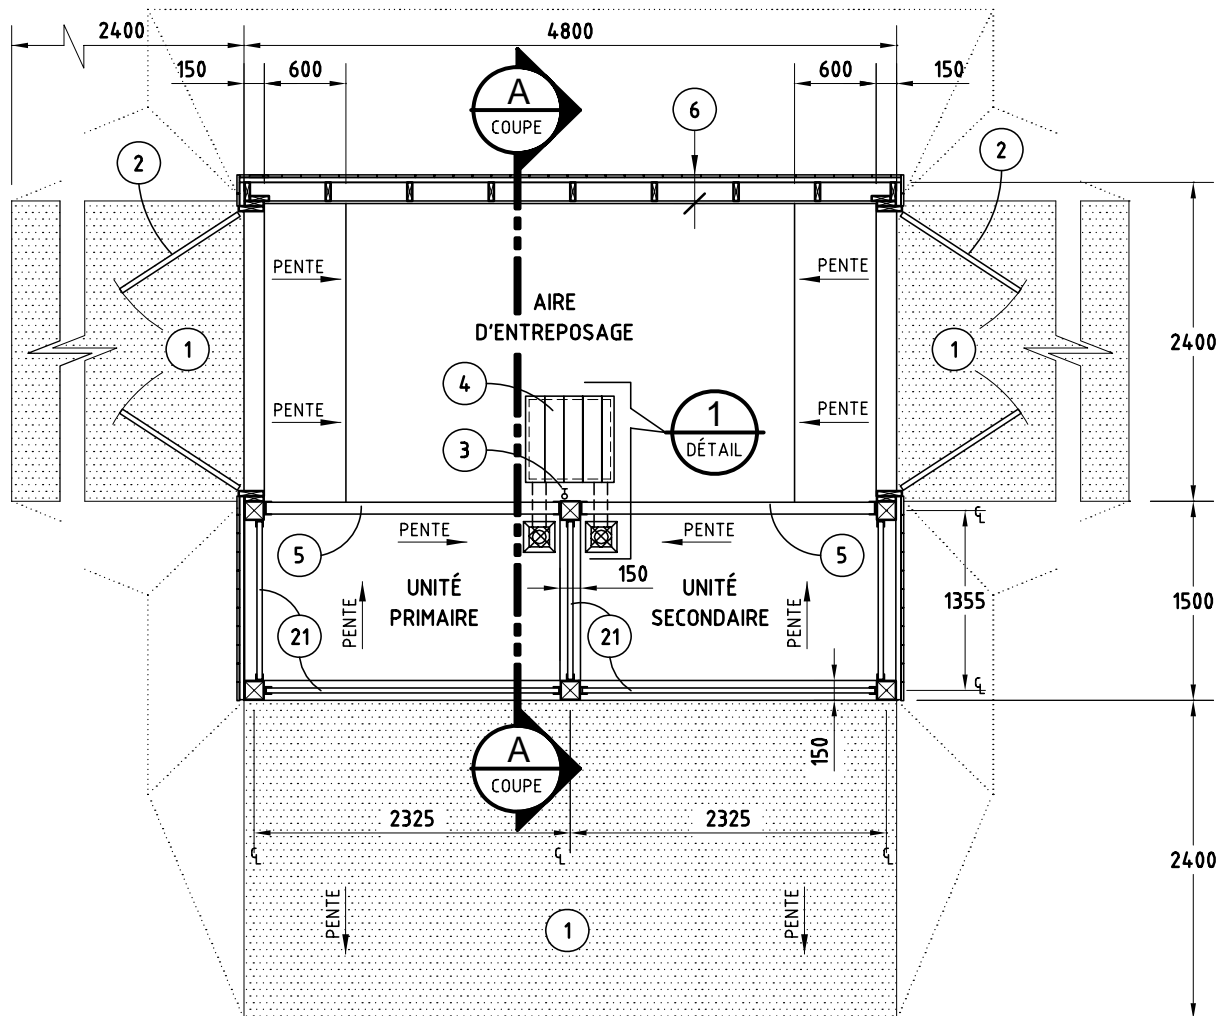 2400
4800
150
600
600
150
A
COUPE
6
2
2
PENTE
PENTE
AIRE
D'ENTREPOSAGE
1
1
2400
4
1
DÉTAIL
PENTE
PENTE
3
PENTE
PENTE
5
5
150
UNITÉ
PRIMAIRE
UNITÉ
SECONDAIRE
1355
1500
PENTE
PENTE
21
21
A
COUPE
150
2325
2325
2400
PENTE
PENTE
1